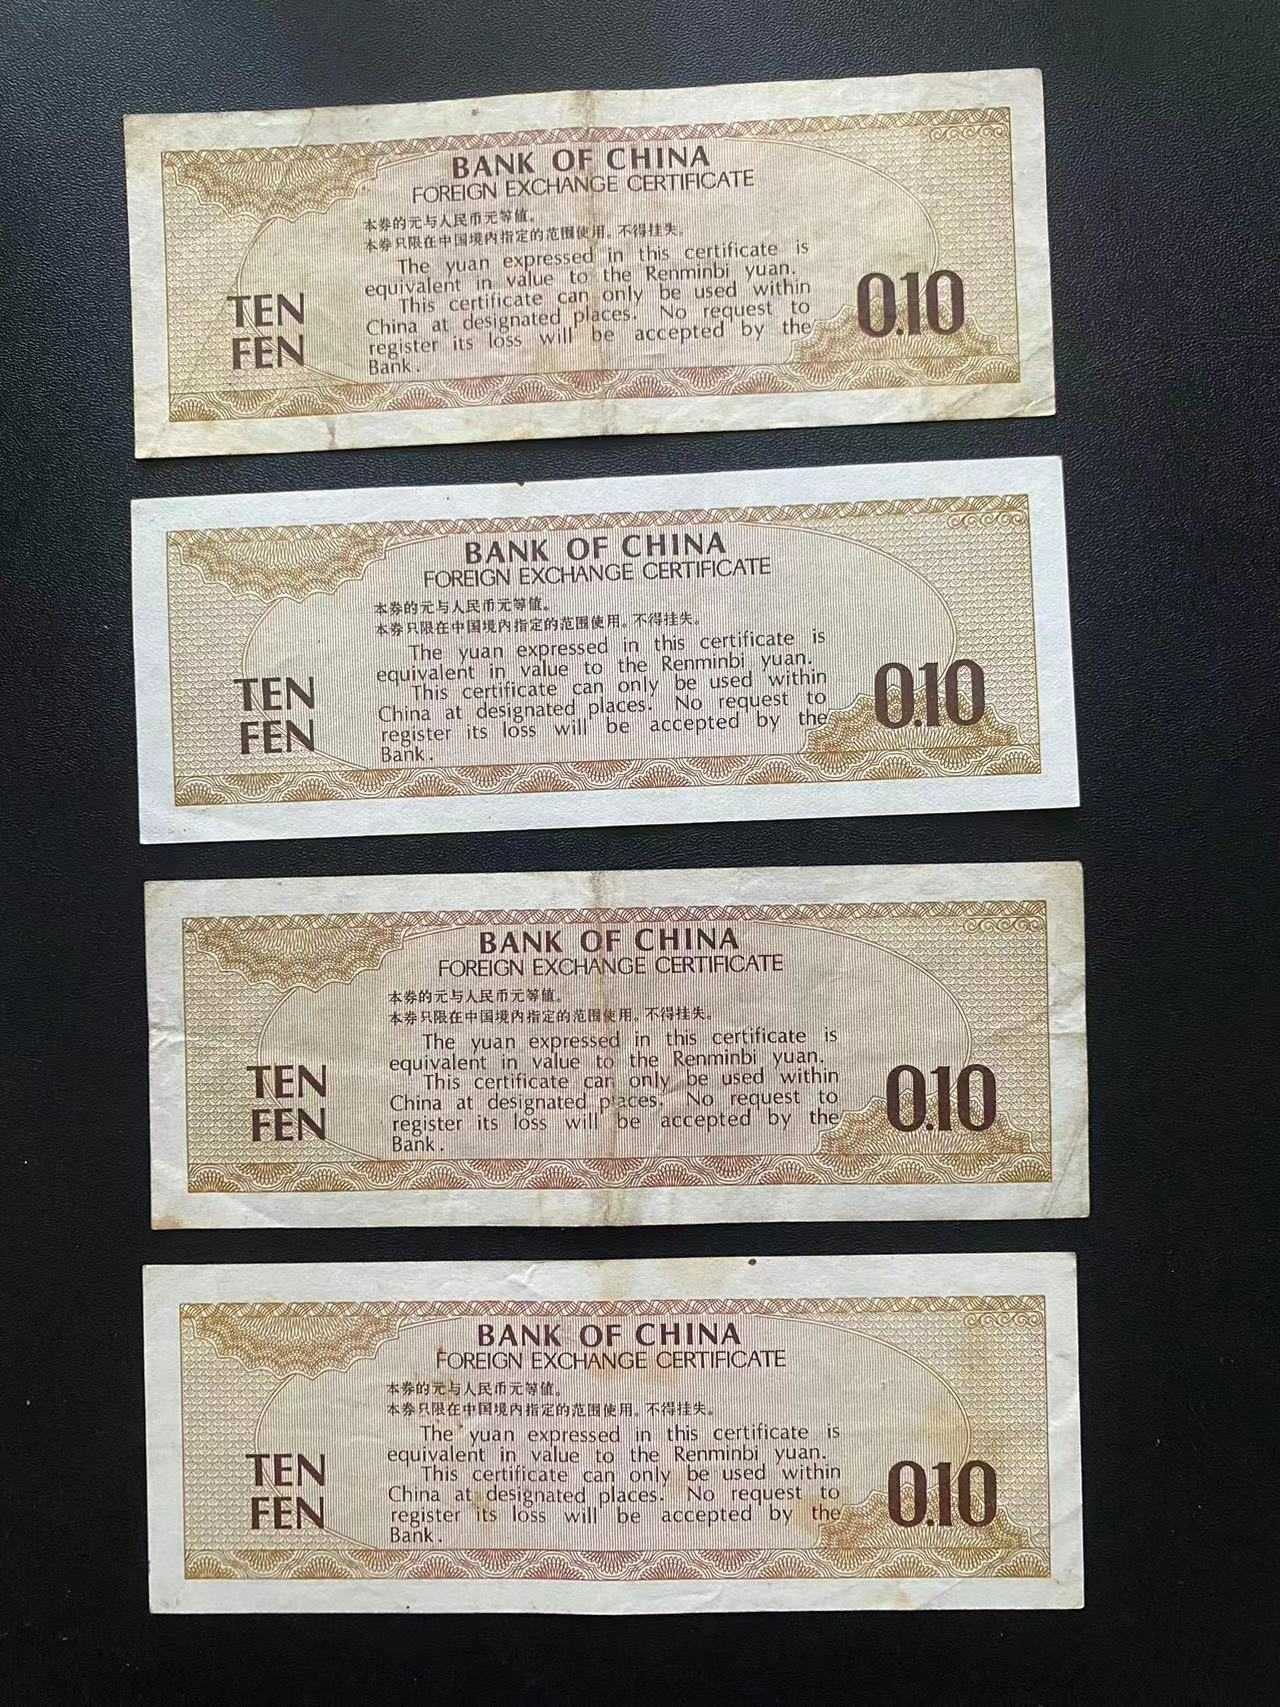 BANK OF CHINA
FOREIGN EXCHANGE CERTIFICATE
本券的元与人民币元等值。
本券只限在中国境内指定的范围使用。不得挂失。
The yuan expressed in this certificate is
equivalent in value to the Renminbi yuan.
This certificate can only be used within
China at designated places. No request to
register its loss will be accepted by the
Bank.
TEN
FEN
0.10
BANK OF CHINA
FOREIGN EXCHANGE CERTIFICATE
本券的元与人民币元等值。
本券只限在中国境内指定的范围使用。不得挂失。
The yuan expressed in this certificate is
equivalent in value to the Renminbi yuan.
This certificate can only be used within
China at designated places. No request to
register its loss will be accepted by the
Bank.
TEN
FEN
0.10
BANK OF CHINA
FOREIGN EXCHANGE CERTIFICATE
本券的元与人民币元等值。
本券只限在中国境内指定的范围使用。不得挂失。
The yuan expressed in this certificate is
equivalent in value to the Renminbi yuan.
This certificate can only be used within
China at designated places. No request to
register its loss will be accepted by the
Bank.
TEN
FEN
0.10
BANK OF CHINA
FOREIGN EXCHANGE CERTIFICATE
本券的元与人民币元等值。
本券只限在中国境内指定的范围使用。不得挂失。
The yuan expressed in this certificate is
equivalent in value to the Renminbi yuan.
This certificate can only be used within
China at designated places. No request to
register its loss will be accepted by the
Bank.
TEN
FEN
0.10